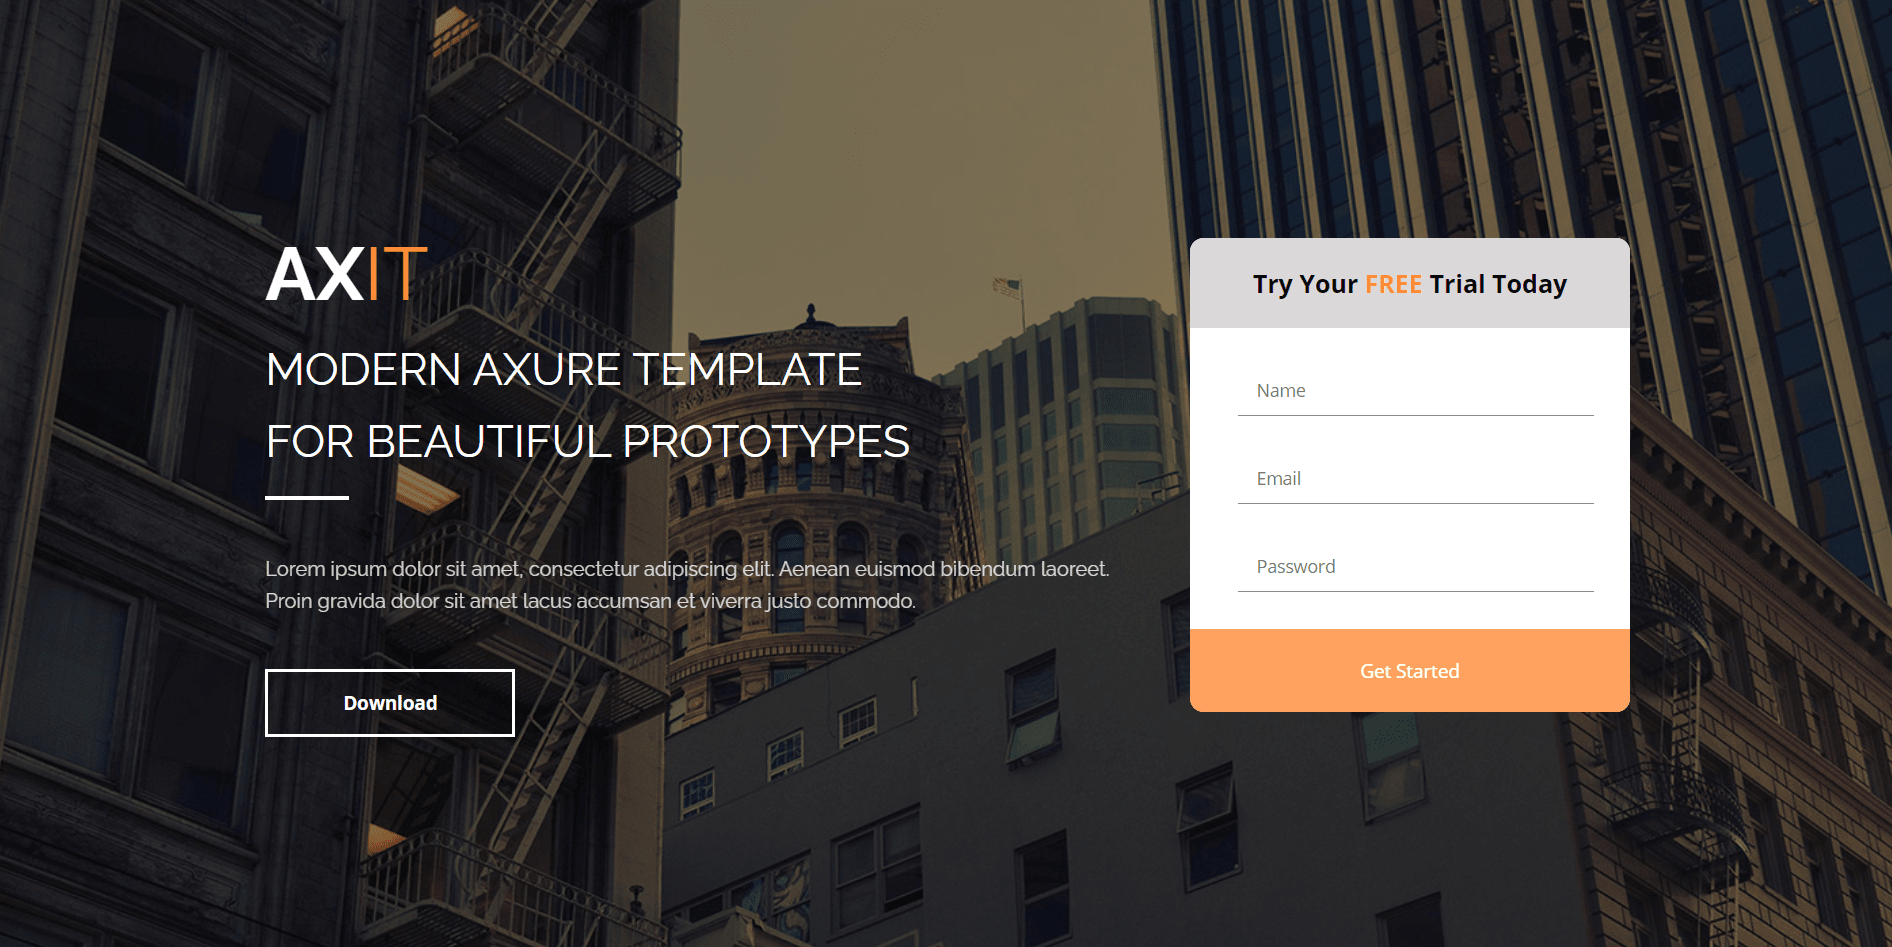 AXIT
MODERN AXURE TEMPLATE
FOR BEAUTIFUL PROTOTYPES
Lorem ipsum dolor sit amet, consectetur adipiscing elit. Aenean euismod bibendum laoreet.
Proin gravida dolor sit amet lacus accumsan et viverra justo commodo.
Download
Try Your FREE Trial Today
Name
Email
Password
Get Started